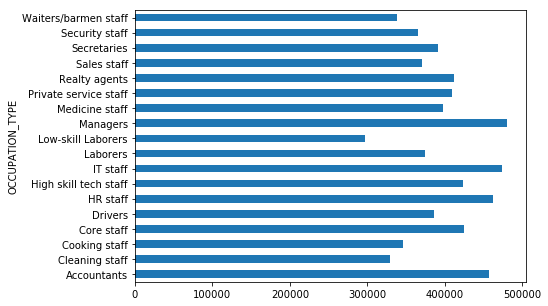 Waiters/barmen staff
Security staff
Secretaries
Sales staff
Realty agents
Private service staff
Medicine staff
Managers
Low-skill Laborers
Laborers
IT staff
High skill tech staff
HR staff
Drivers
Core staff
Cooking staff
Cleaning staff
Accountants
OCCUPATION_TYPE
0 100000 200000 300000 400000 500000